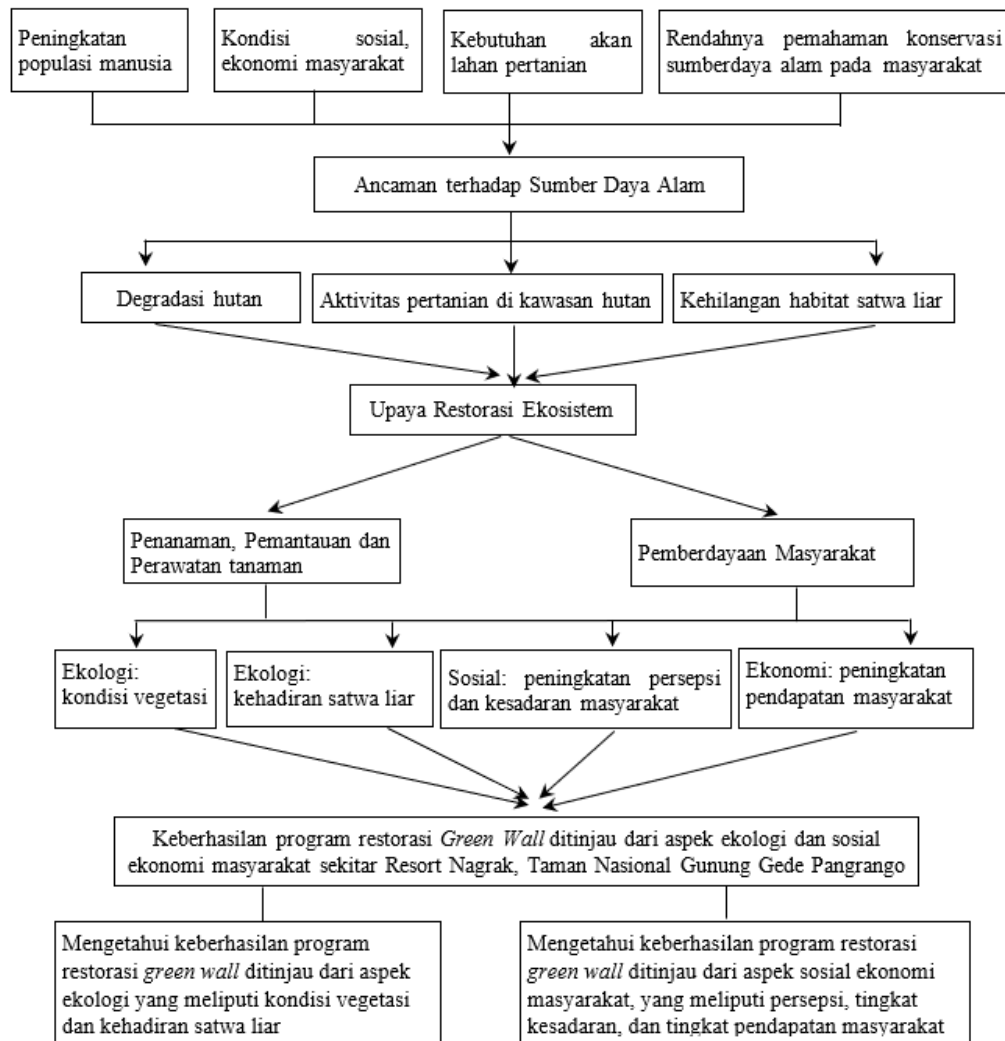 Peningkatan
populasi manusia
Kondisi sosial,
ekonomi masyarakat
Kebutuhan akan
lahan pertanian
Rendahnya pemahaman konservasi
sumberdaya alam pada masyarakat
Ancaman terhadap Sumber Daya Alam
Degradasi hutan
Aktivitas pertanian di kawasan hutan
Kehilangan habitat satwa liar
Upaya Restorasi Ekosistem
Penanaman, Pemantauan dan
Perawatan tanaman
Pemberdayaan Masyarakat
Ekologi:
kondisi vegetasi
Ekologi:
kehadiran satwa liar
Sosial: peningkatan persepsi
dan kesadaran masyarakat
Ekonomi: peningkatan
pendapatan masyarakat
Keberhasilan program restorasi Green Wall ditinjau dari aspek ekologi dan sosial
ekonomi masyarakat sekitar Resort Nagrak, Taman Nasional Gunung Gede Pangrango
Mengetahui keberhasilan program
restorasi green wall ditinjau dari aspek
ekologi yang meliputi kondisi vegetasi
dan kehadiran satwa liar
Mengetahui keberhasilan program restorasi
green wall ditinjau dari aspek sosial ekonomi
masyarakat, yang meliputi persepsi, tingkat
kesadaran, dan tingkat pendapatan masyarakat